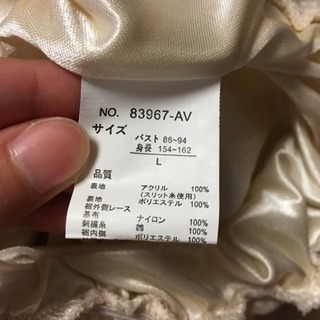 NO. 83967-AV
サイズ
バスト 86~94
身長 154~162
L
品質
表地 アクリル 100%
(スリット糸使用)
裏地 ポリエステル 100%
裾外側レース
基布 ナイロン 100%
刺繍糸 綿 100%
裾内側 ポリエステル 100%